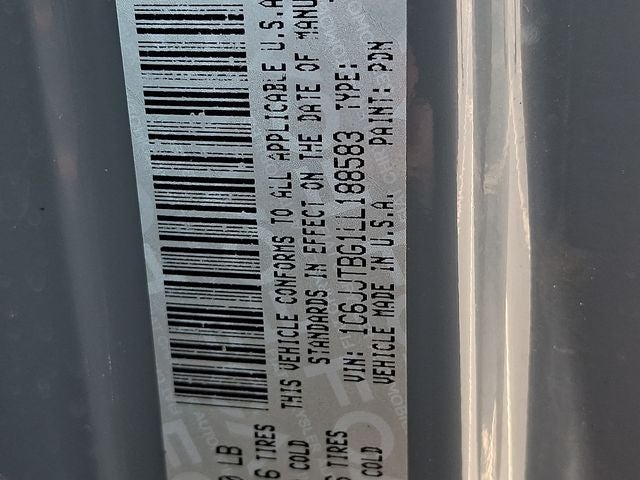 THIS VEHICLE CONFORMS TO ALL APPLICABLE U.S.A.
STANDARDS IN EFFECT ON THE DATE OF MANU
VIN: 1C6JJTBG1LL188583 TYPE:
VEHICLE MADE IN U.S.A. PAINT: PDN
LB
TIRES
COLD
TIRES
COLD